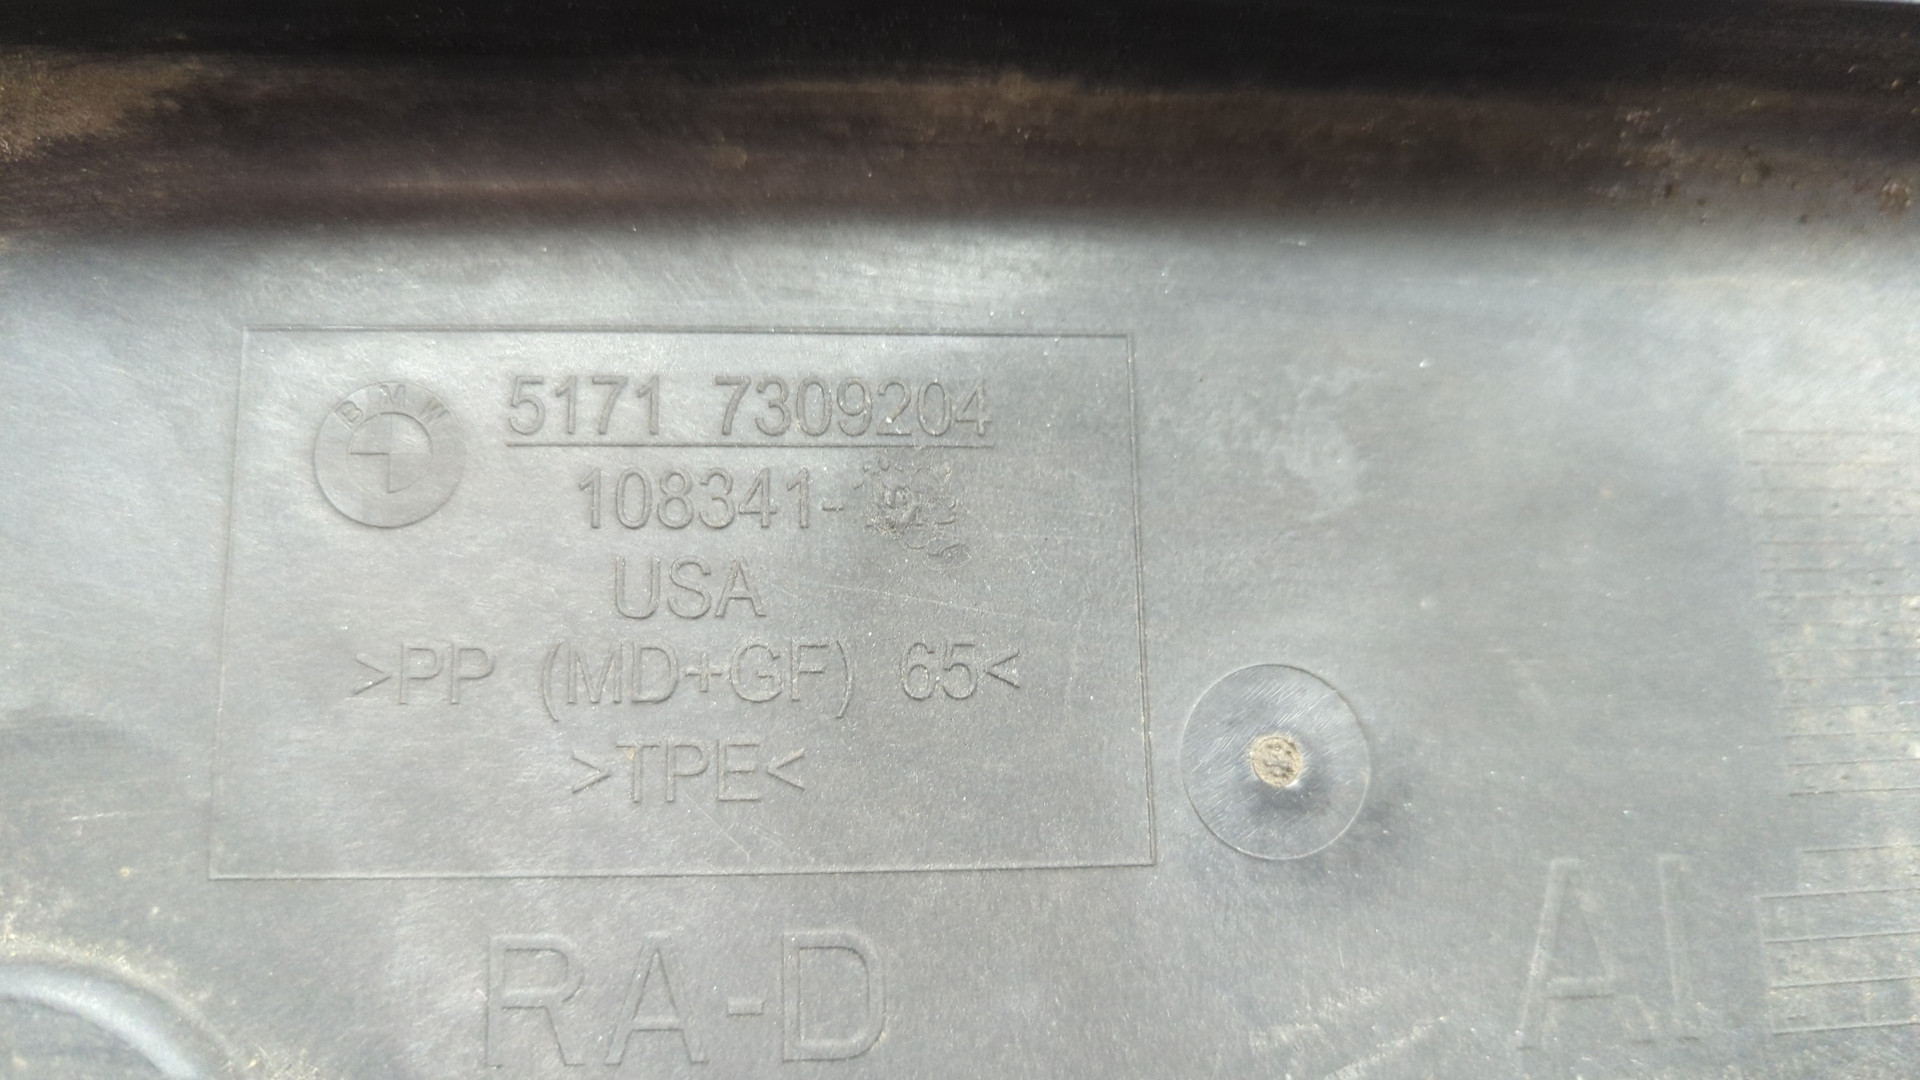 BMW
5171 7309204
108341-
USA
>PP (MD+GF) 65<
>TPE<
RA-D